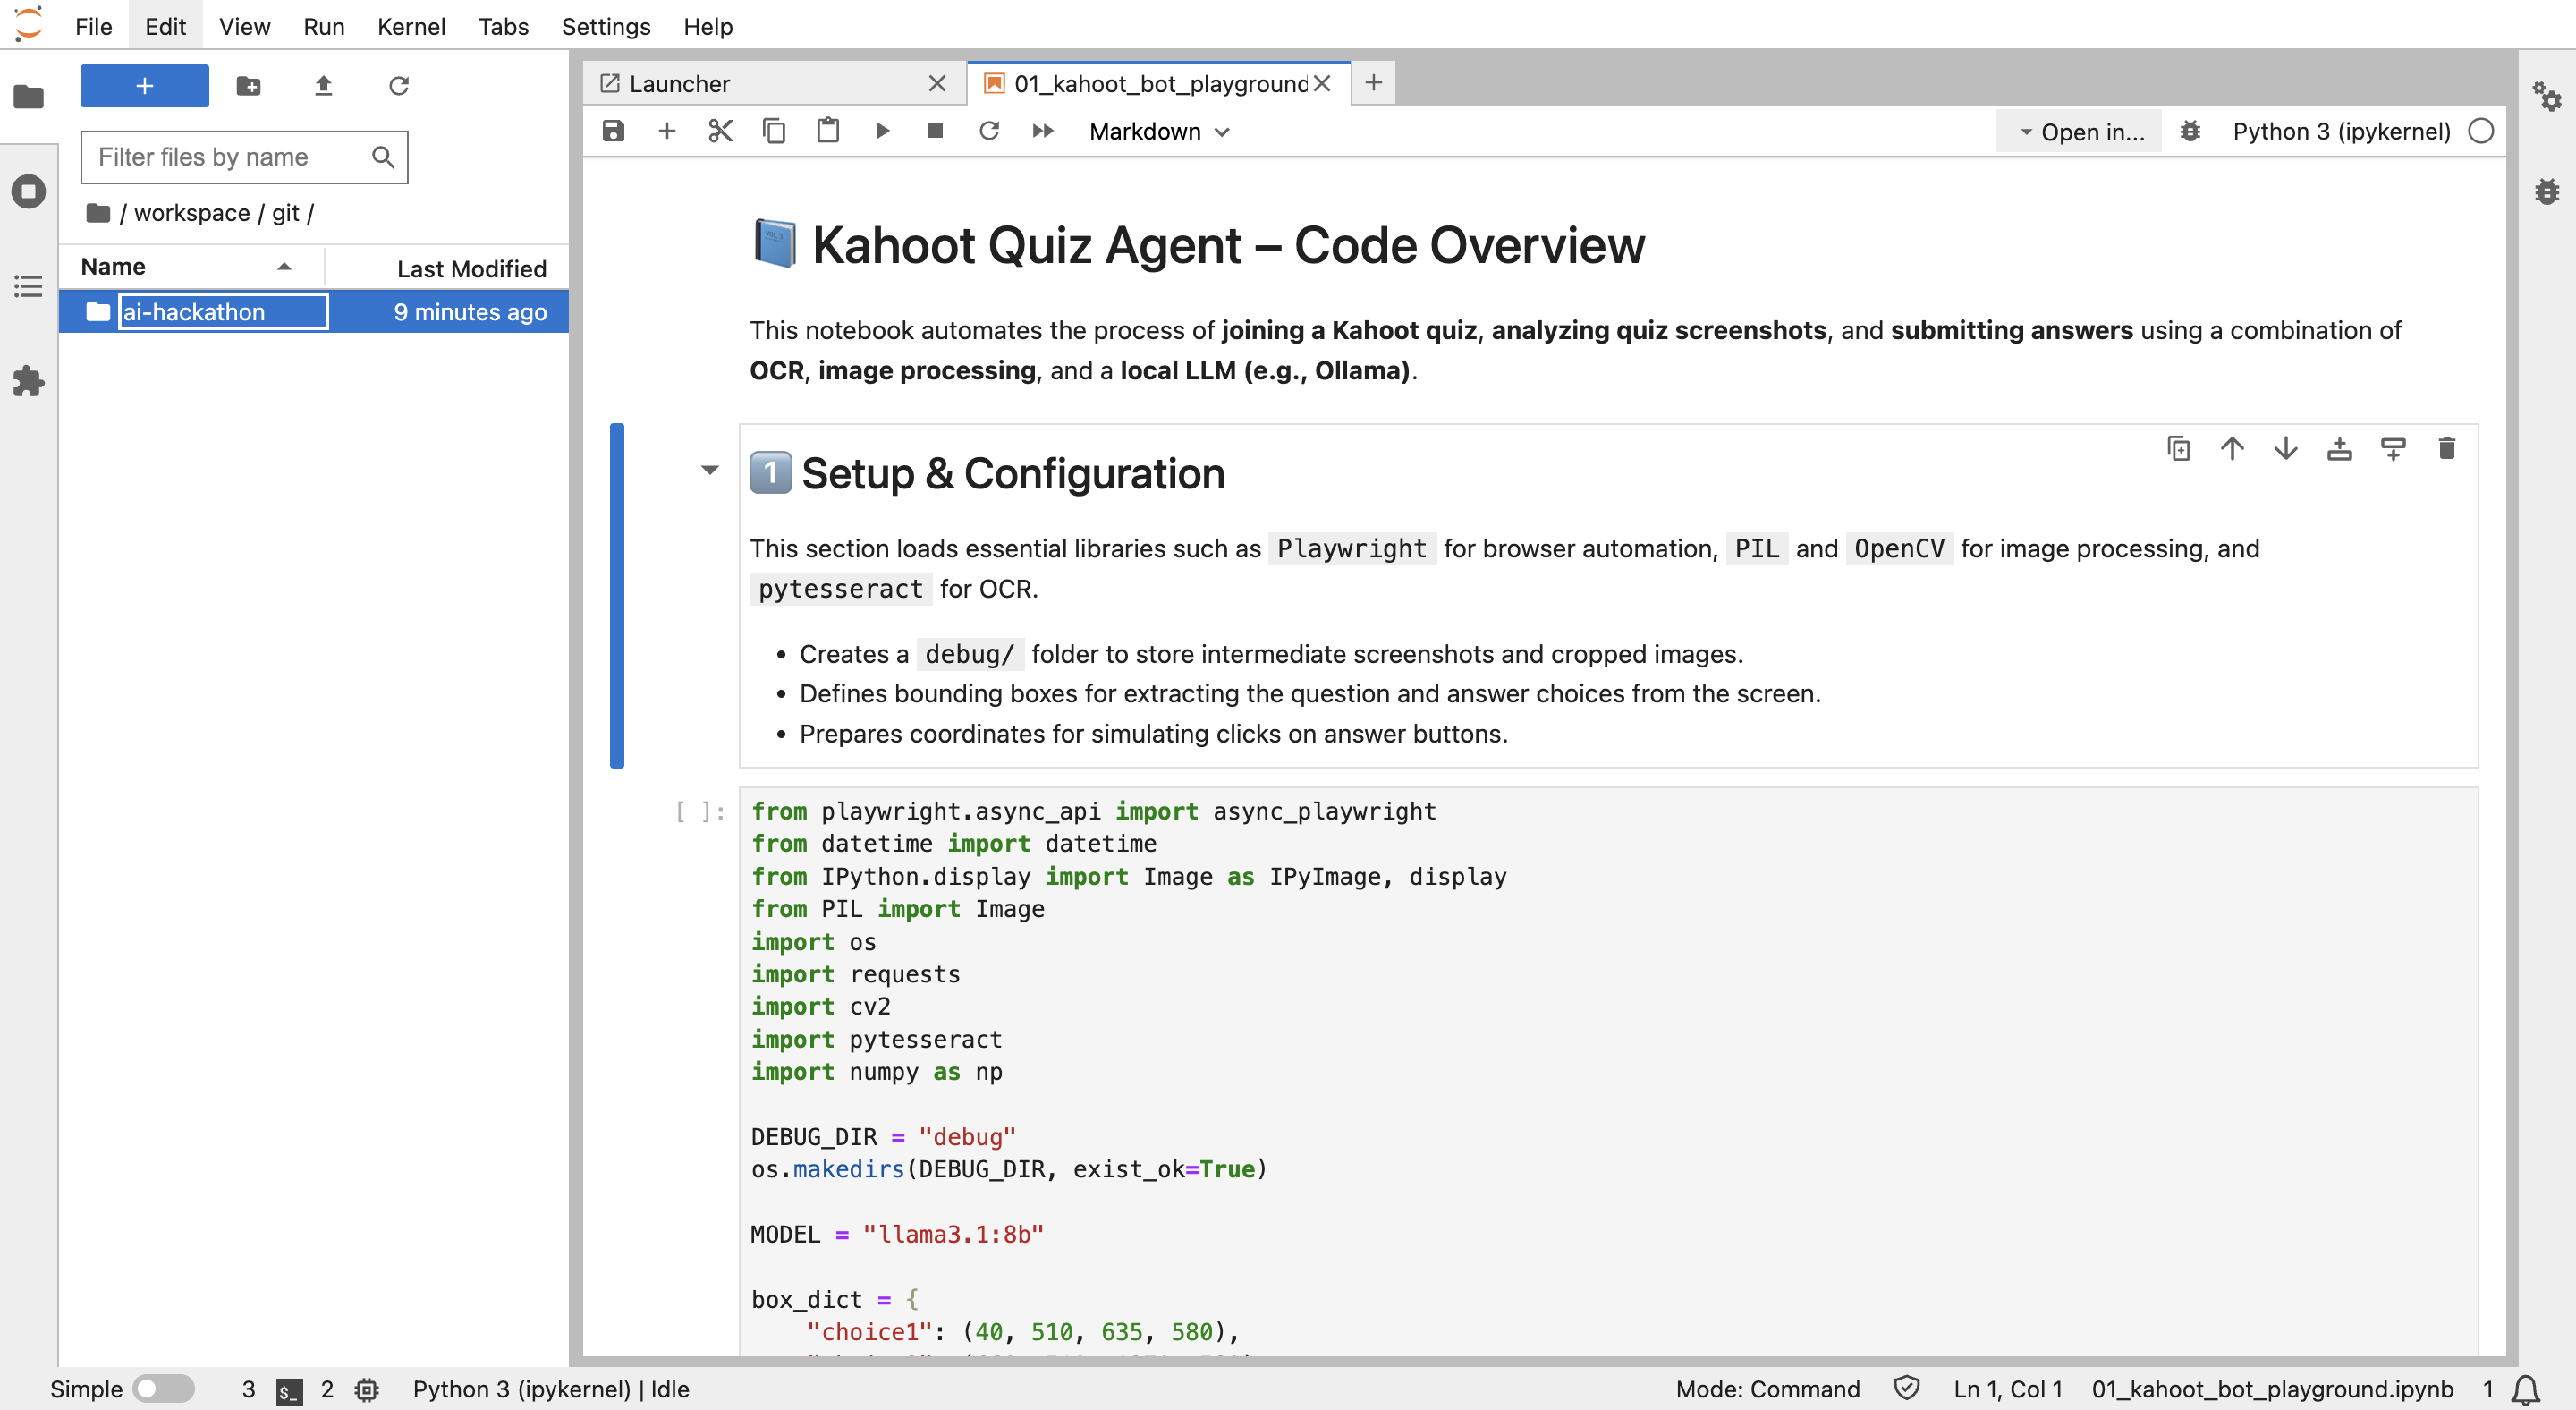 File Edit View Run Kernel Tabs Settings Help
Filter files by name
/ workspace / git /
Name Last Modified
ai-hackathon 9 minutes ago
Launcher
01_kahoot_bot_playground
Markdown
Open in...
Python 3 (ipykernel)
📘 Kahoot Quiz Agent – Code Overview
This notebook automates the process of joining a Kahoot quiz, analyzing quiz screenshots, and submitting answers using a combination of
OCR, image processing, and a local LLM (e.g., Ollama).
1️⃣ Setup & Configuration
This section loads essential libraries such as Playwright for browser automation, PIL and OpenCV for image processing, and
pytesseract for OCR.
• Creates a debug/ folder to store intermediate screenshots and cropped images.
• Defines bounding boxes for extracting the question and answer choices from the screen.
• Prepares coordinates for simulating clicks on answer buttons.
[ ]:
from playwright.async_api import async_playwright
from datetime import datetime
from IPython.display import Image as IPyImage, display
from PIL import Image
import os
import requests
import cv2
import pytesseract
import numpy as np
DEBUG_DIR = "debug"
os.makedirs(DEBUG_DIR, exist_ok=True)
MODEL = "llama3.1:8b"
box_dict = {
"choice1": (40, 510, 635, 580),
Simple 3 $_ 2 Python 3 (ipykernel) | Idle
Mode: Command Ln 1, Col 1 01_kahoot_bot_playground.ipynb 1